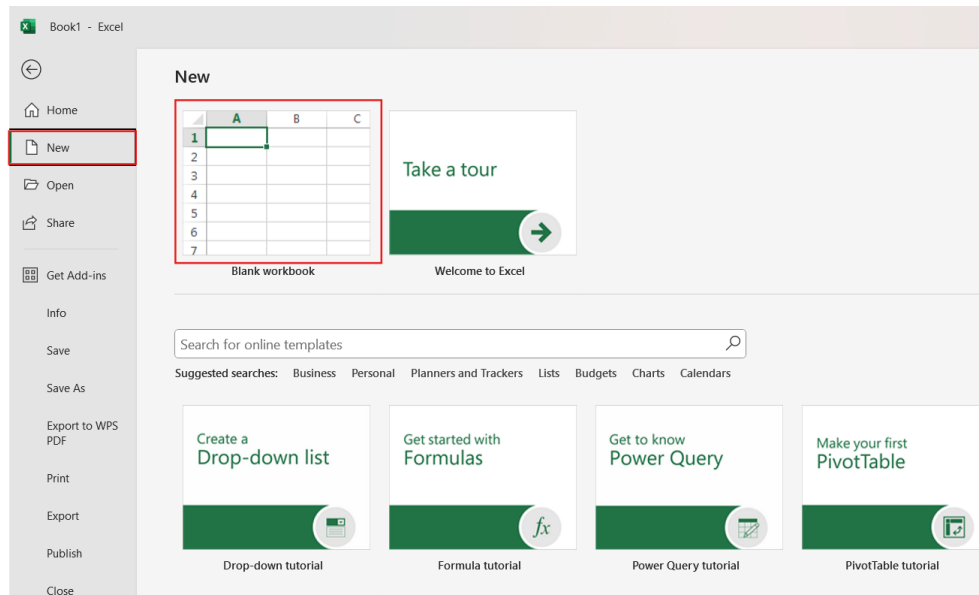 Book1 - Excel
Home
New
Open
Share
Get Add-ins
Info
Save
Save As
Export to WPS
PDF
Print
Export
Publish
Close
New
A B C
1
2
3
4
5
6
7
Blank workbook
Take a tour
Welcome to Excel
Search for online templates
Suggested searches: Business Personal Planners and Trackers Lists Budgets Charts Calendars
Create a
Drop-down list
Drop-down tutorial
Get started with
Formulas
fx
Formula tutorial
Get to know
Power Query
Power Query tutorial
Make your first
PivotTable
PivotTable tutorial